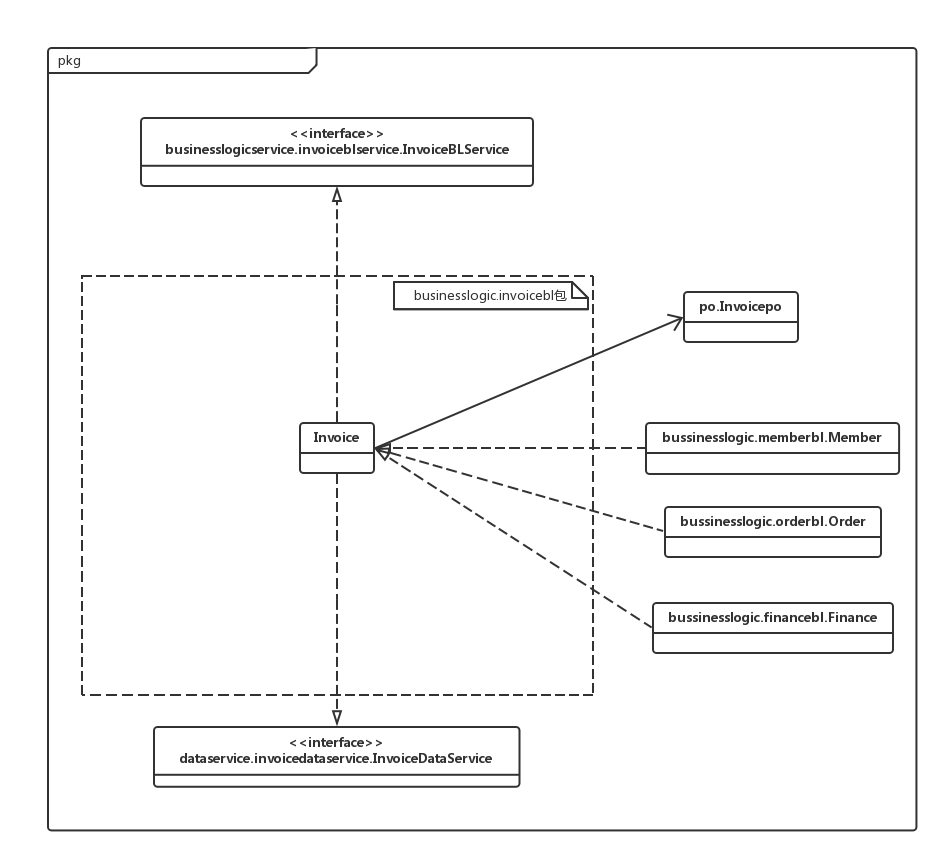 pkg
<<interface>>
businesslogicservice.invoiceblservice.InvoiceBLService
businesslogic.invoicebl包
po.Invoicepo
Invoice
bussinesslogic.memberbl.Member
bussinesslogic.orderbl.Order
bussinesslogic.financebl.Finance
<<interface>>
dataservice.invoicedataservice.InvoiceDataService